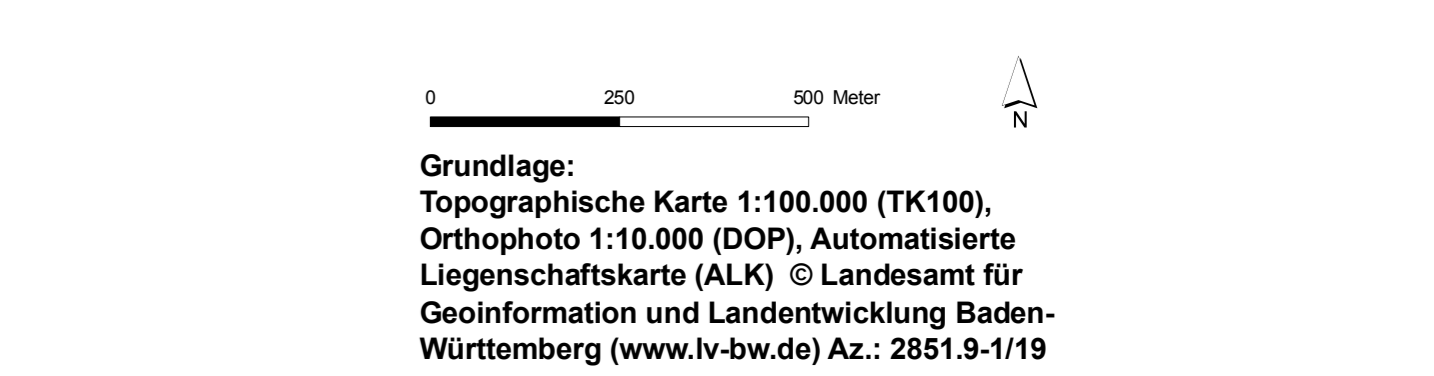 0 250 500 Meter
N
Grundlage:
Topographische Karte 1:100.000 (TK100),
Orthophoto 1:10.000 (DOP), Automatisierte
Liegenschaftskarte (ALK) © Landesamt für
Geoinformation und Landentwicklung Baden-
Württemberg (www.lv-bw.de) Az.: 2851.9-1/19